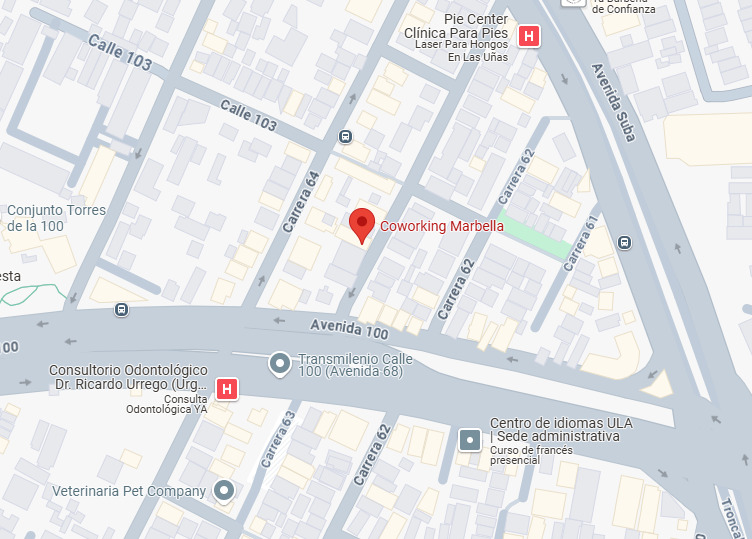 Pie Center
Clínica Para Pies
Laser Para Hongos
En Las Uñas
H
de Confianza
Calle 103
Calle 103
Avenida Suba
Carrera 62
Carrera 64
Conjunto Torres
de la 100
Coworking Marbella
Carrera 61
Carrera 62
esta
Avenida 100
00
Transmilenio Calle
100 (Avenida 68)
Consultorio Odontológico
Dr. Ricardo Urrego (Urg...
Consulta
Odontológica YA
H
Carrera 63
Carrera 62
Centro de idiomas ULA
| Sede administrativa
Curso de francés
presencial
Veterinaria Pet Company
Troncal